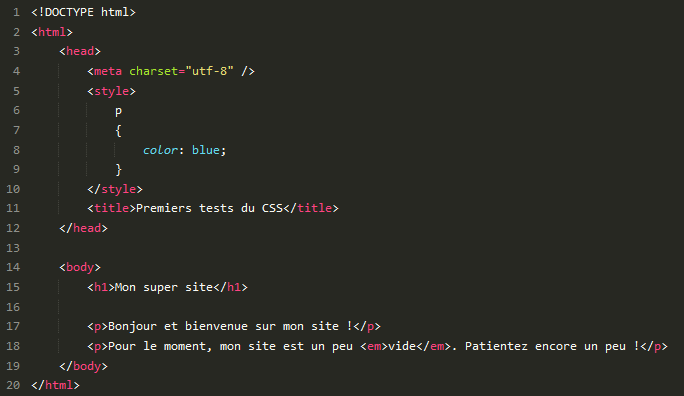 1 <!DOCTYPE html>
2 <html>
3     <head>
4         <meta charset="utf-8" />
5         <style>
6             p
7             {
8                 color: blue;
9             }
10         </style>
11         <title>Premiers tests du CSS</title>
12     </head>
13
14     <body>
15         <h1>Mon super site</h1>
16
17         <p>Bonjour et bienvenue sur mon site !</p>
18         <p>Pour le moment, mon site est un peu <em>vide</em>. Patientez encore un peu !</p>
19     </body>
20 </html>